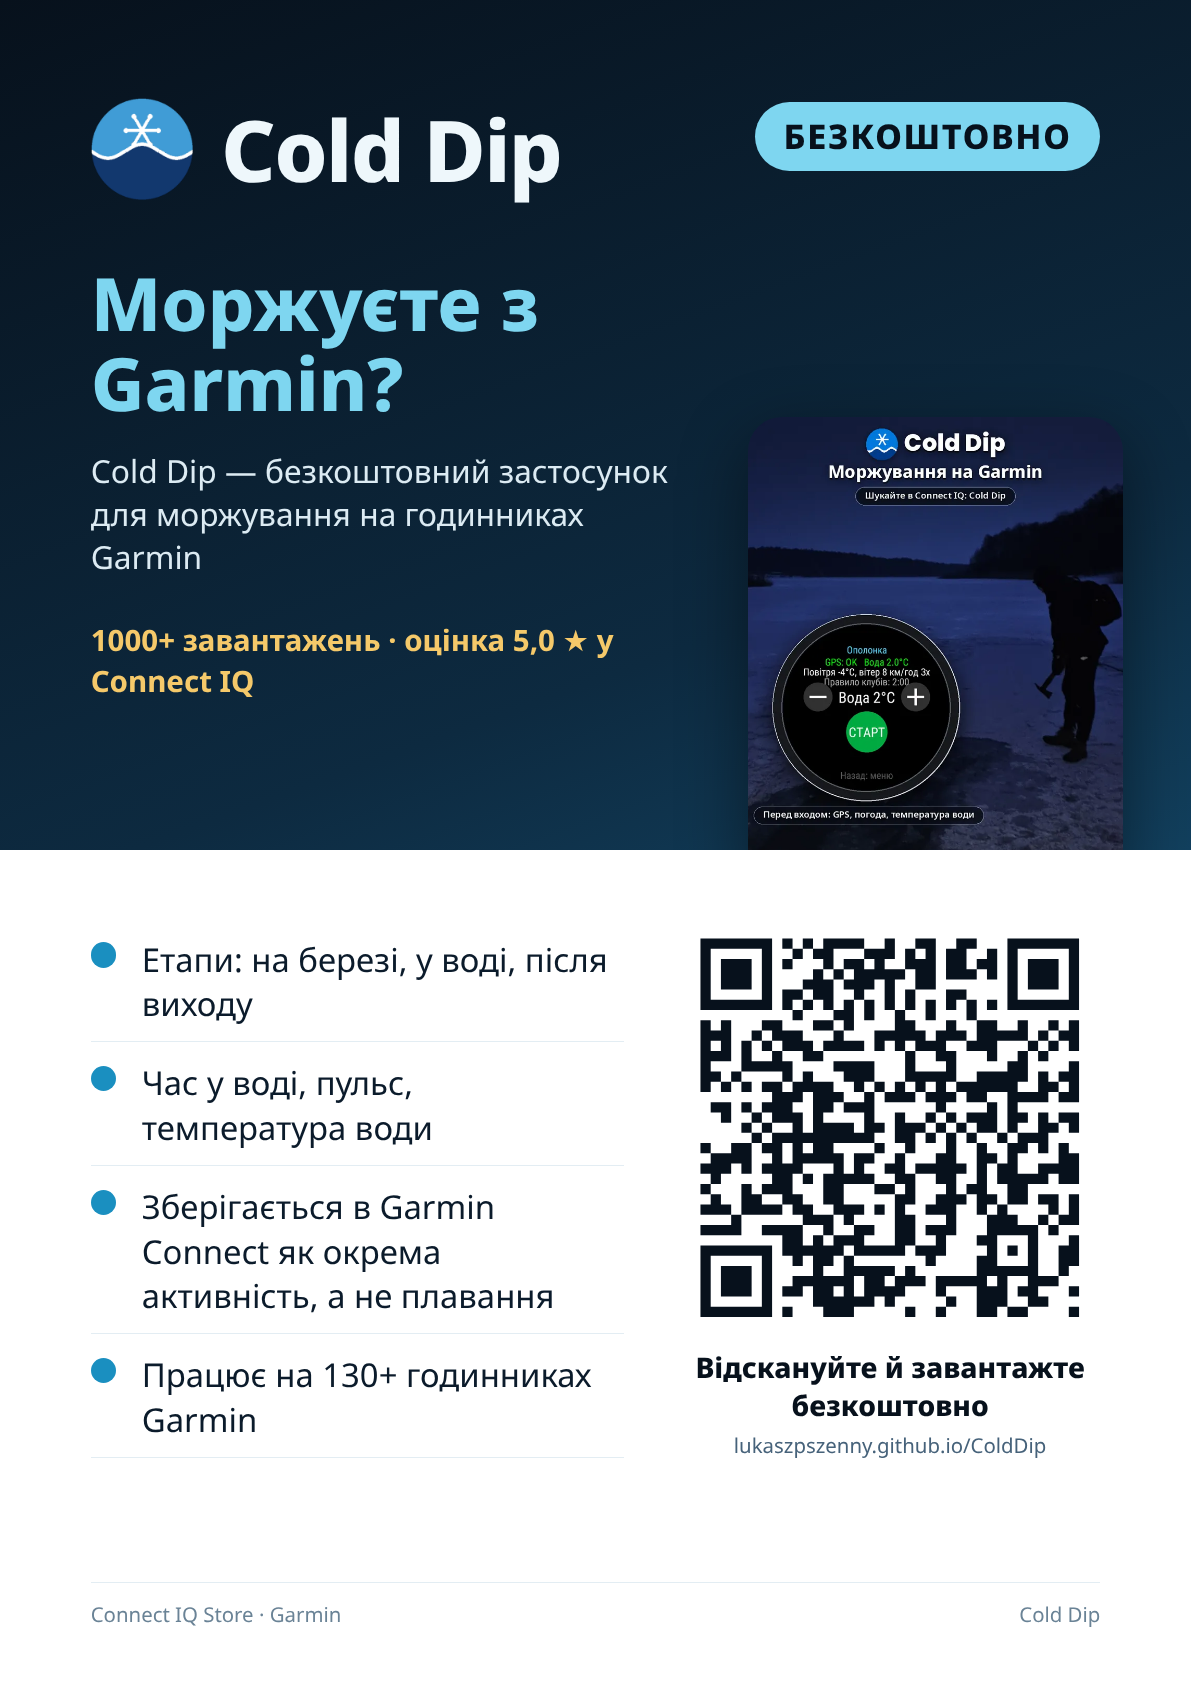 Cold Dip
БЕЗКОШТОВНО
Моржуєте з
Garmin?
Cold Dip — безкоштовний застосунок
для моржування на годинниках
Garmin
1000+ завантажень · оцінка 5,0 ★ у
Connect IQ
Cold Dip
Моржування на Garmin
Шукайте в Connect IQ: Cold Dip
Ополонка
GPS: OK Вода 2.0°C
Повітря -4°C, вітер 8 км/год 3х
Правило клубів: 2:00
− Вода 2°C +
СТАРТ
Назад: меню
Перед входом: GPS, погода, температура води
Етапи: на березі, у воді, після
виходу
Час у воді, пульс,
температура води
Зберігається в Garmin
Connect як окрема
активність, а не плавання
Працює на 130+ годинниках
Garmin
Відскануйте й завантажте
безкоштовно
lukaszpszenny.github.io/ColdDip
Connect IQ Store · Garmin
Cold Dip